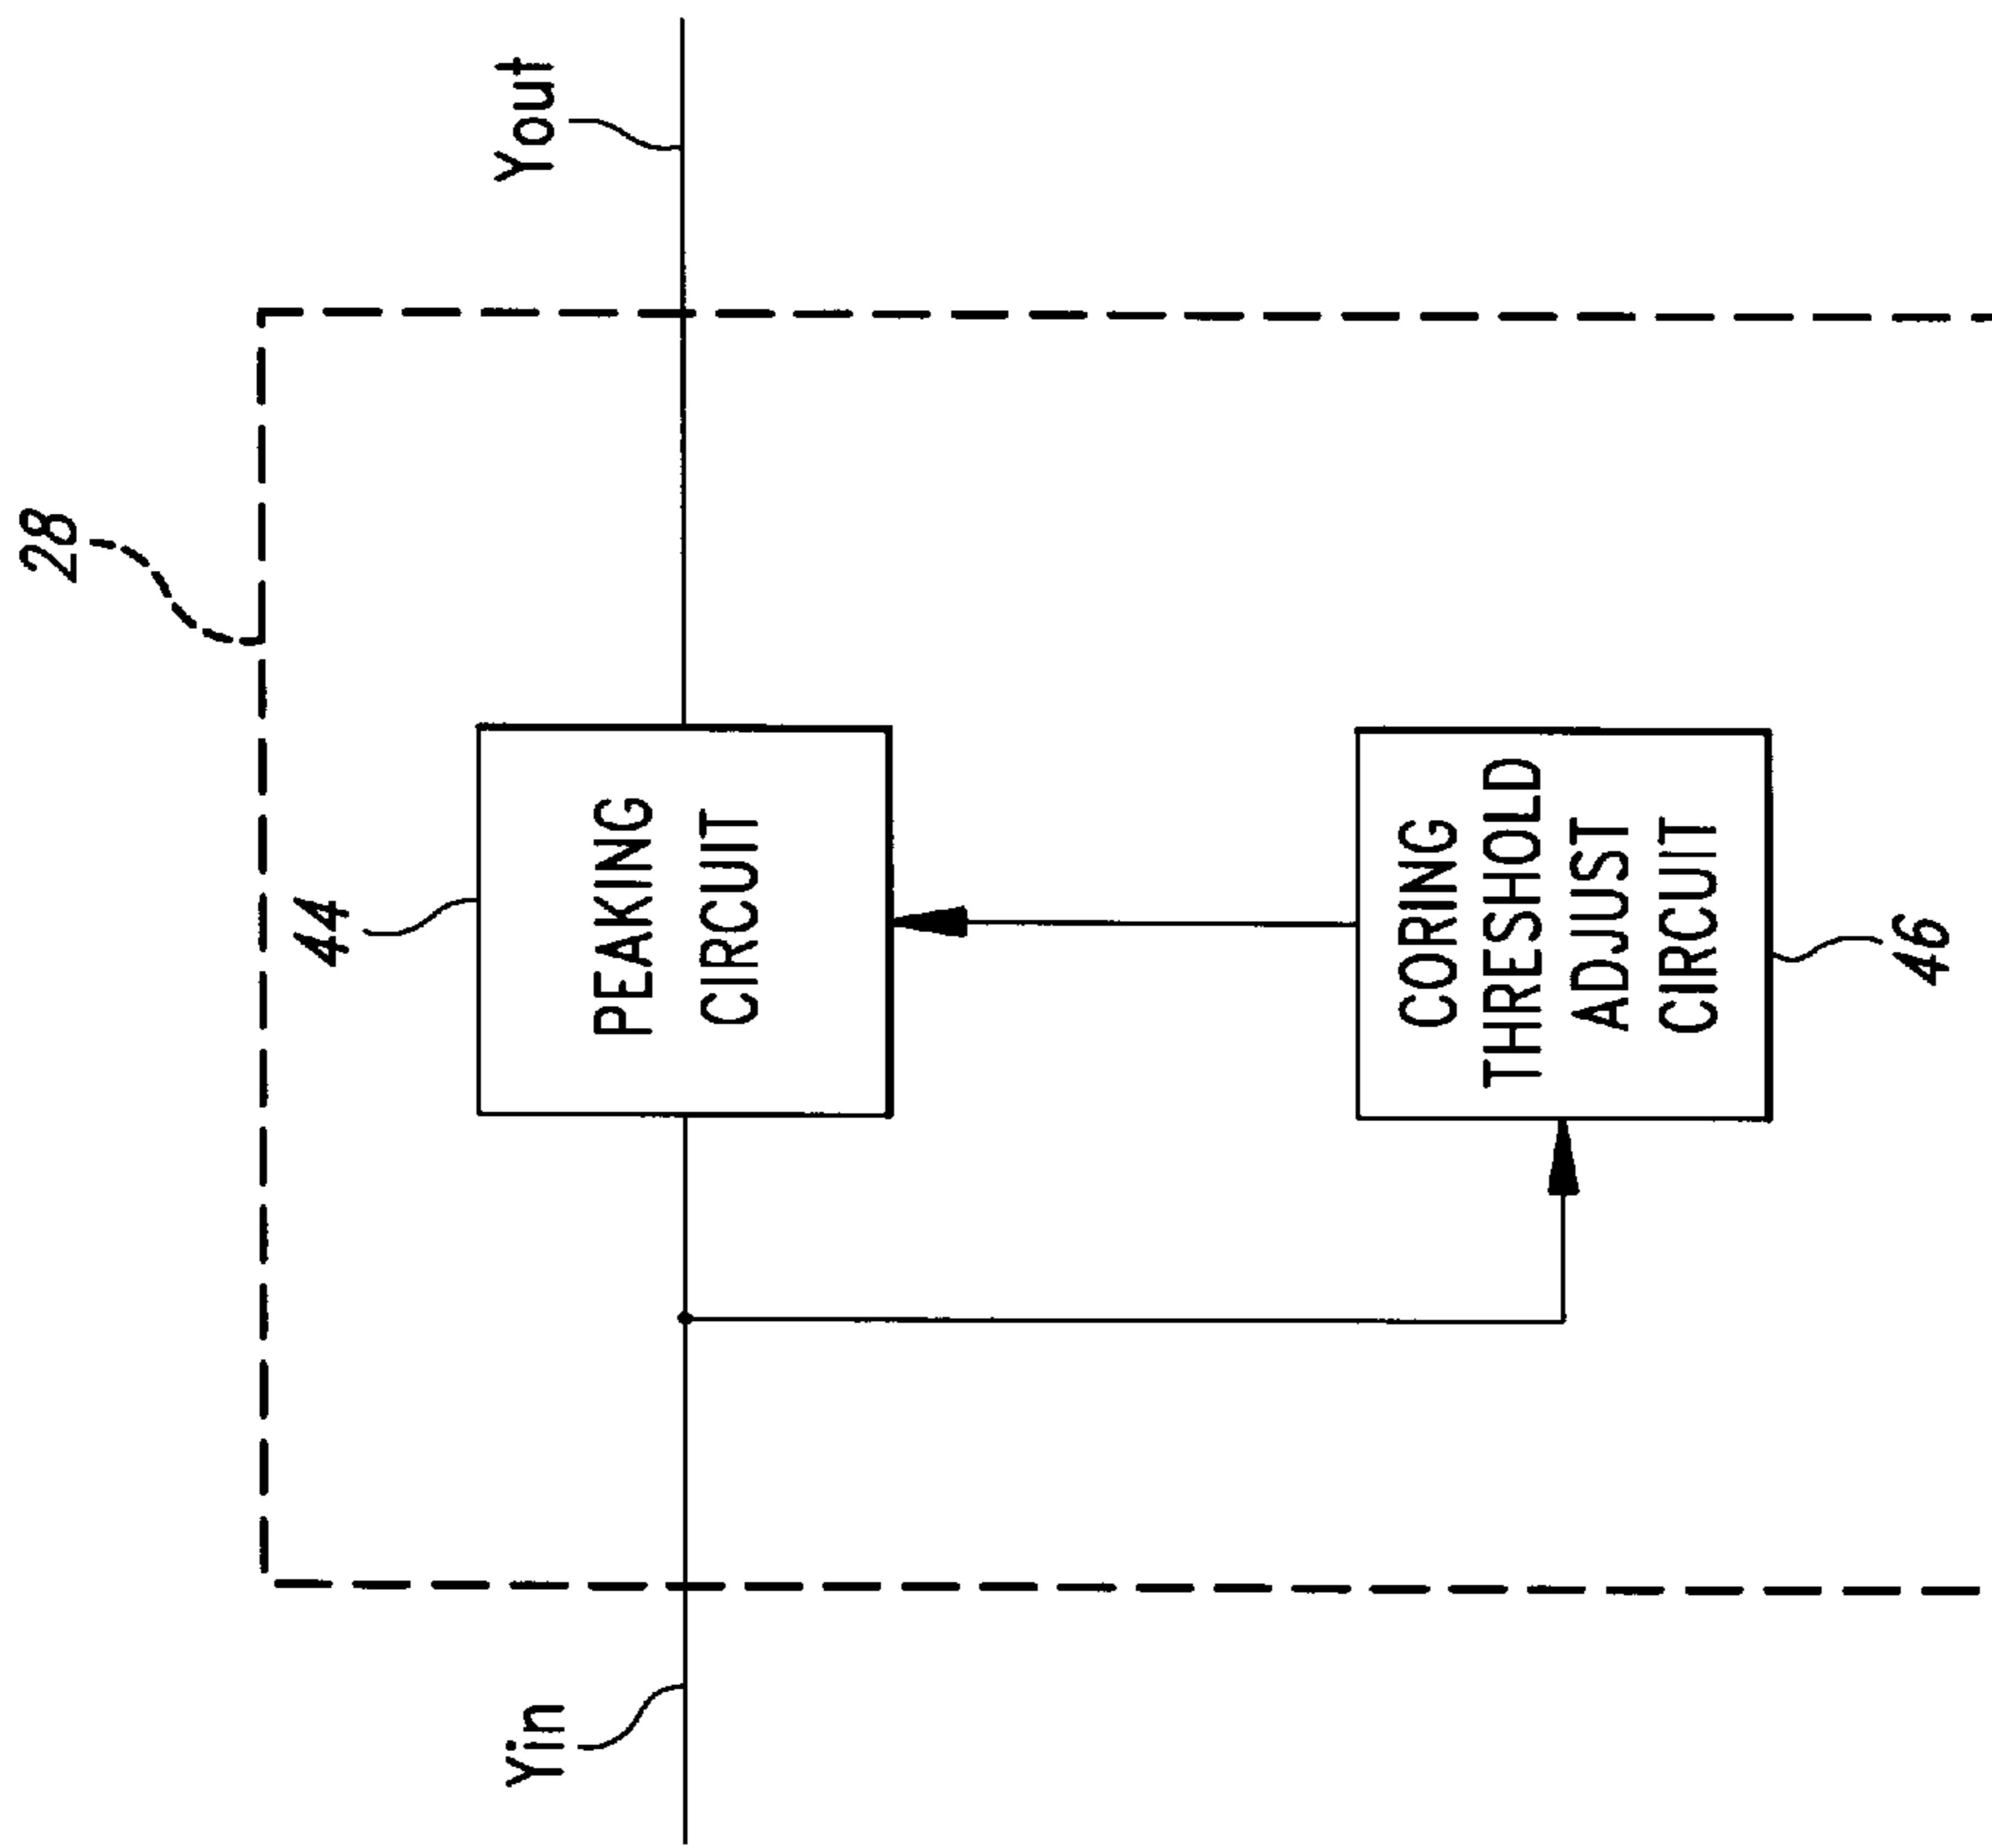 28
44
Yin
Yout
PEAKING
CIRCUIT
CORING
THRESHOLD
ADJUST
CIRCUIT
46